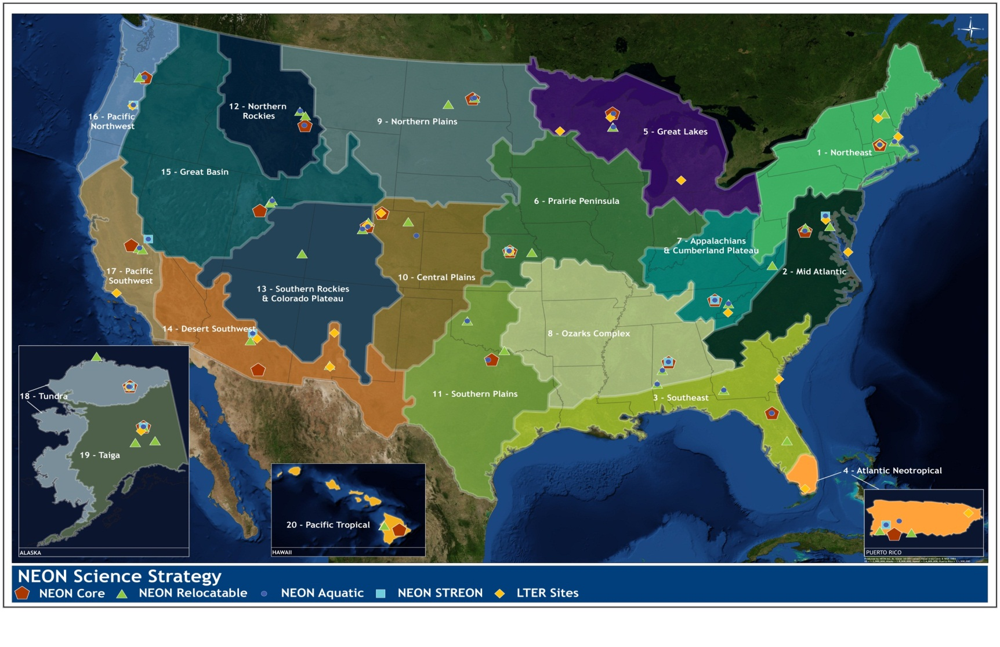 16 - Pacific
Northwest
12 - Northern
Rockies
9 - Northern Plains
5 - Great Lakes
1 - Northeast
15 - Great Basin
6 - Prairie Peninsula
7 - Appalachians
& Cumberland Plateau
2 - Mid Atlantic
17 - Pacific
Southwest
10 - Central Plains
13 - Southern Rockies
& Colorado Plateau
14 - Desert Southwest
8 - Ozarks Complex
11 - Southern Plains
3 - Southeast
18 - Tundra
19 - Taiga
ALASKA
20 - Pacific Tropical
HAWAII
4 - Atlantic Neotropical
PUERTO RICO
NEON Science Strategy
NEON Core
NEON Relocatable
NEON Aquatic
NEON STREON
LTER Sites